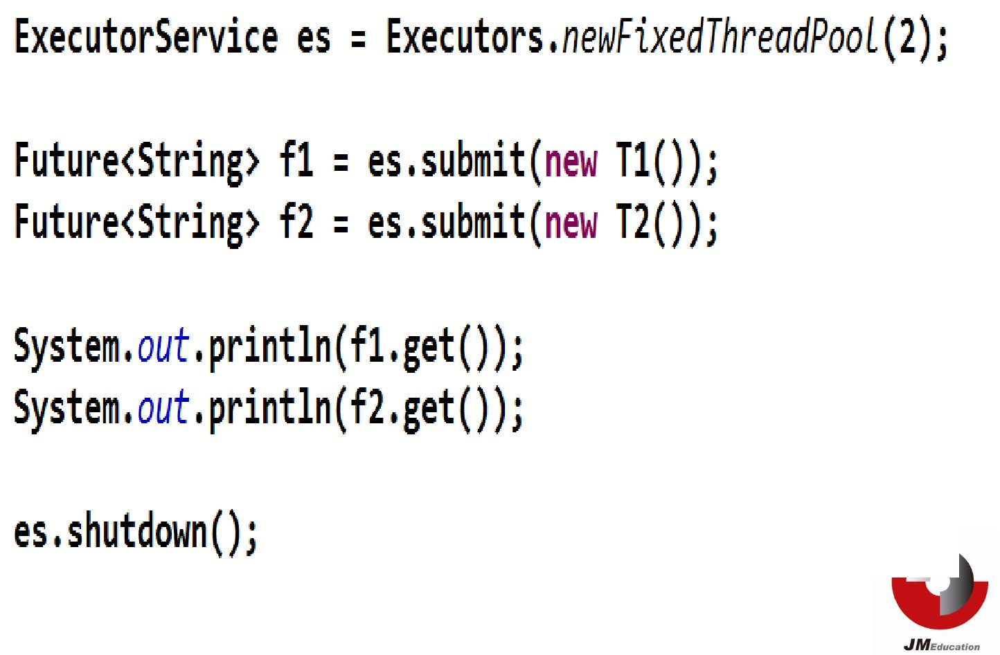 ExecutorService es = Executors.newFixedThreadPool(2);
Future<String> f1 = es.submit(new T1());
Future<String> f2 = es.submit(new T2());
System.out.println(f1.get());
System.out.println(f2.get());
es.shutdown();
JMEducation